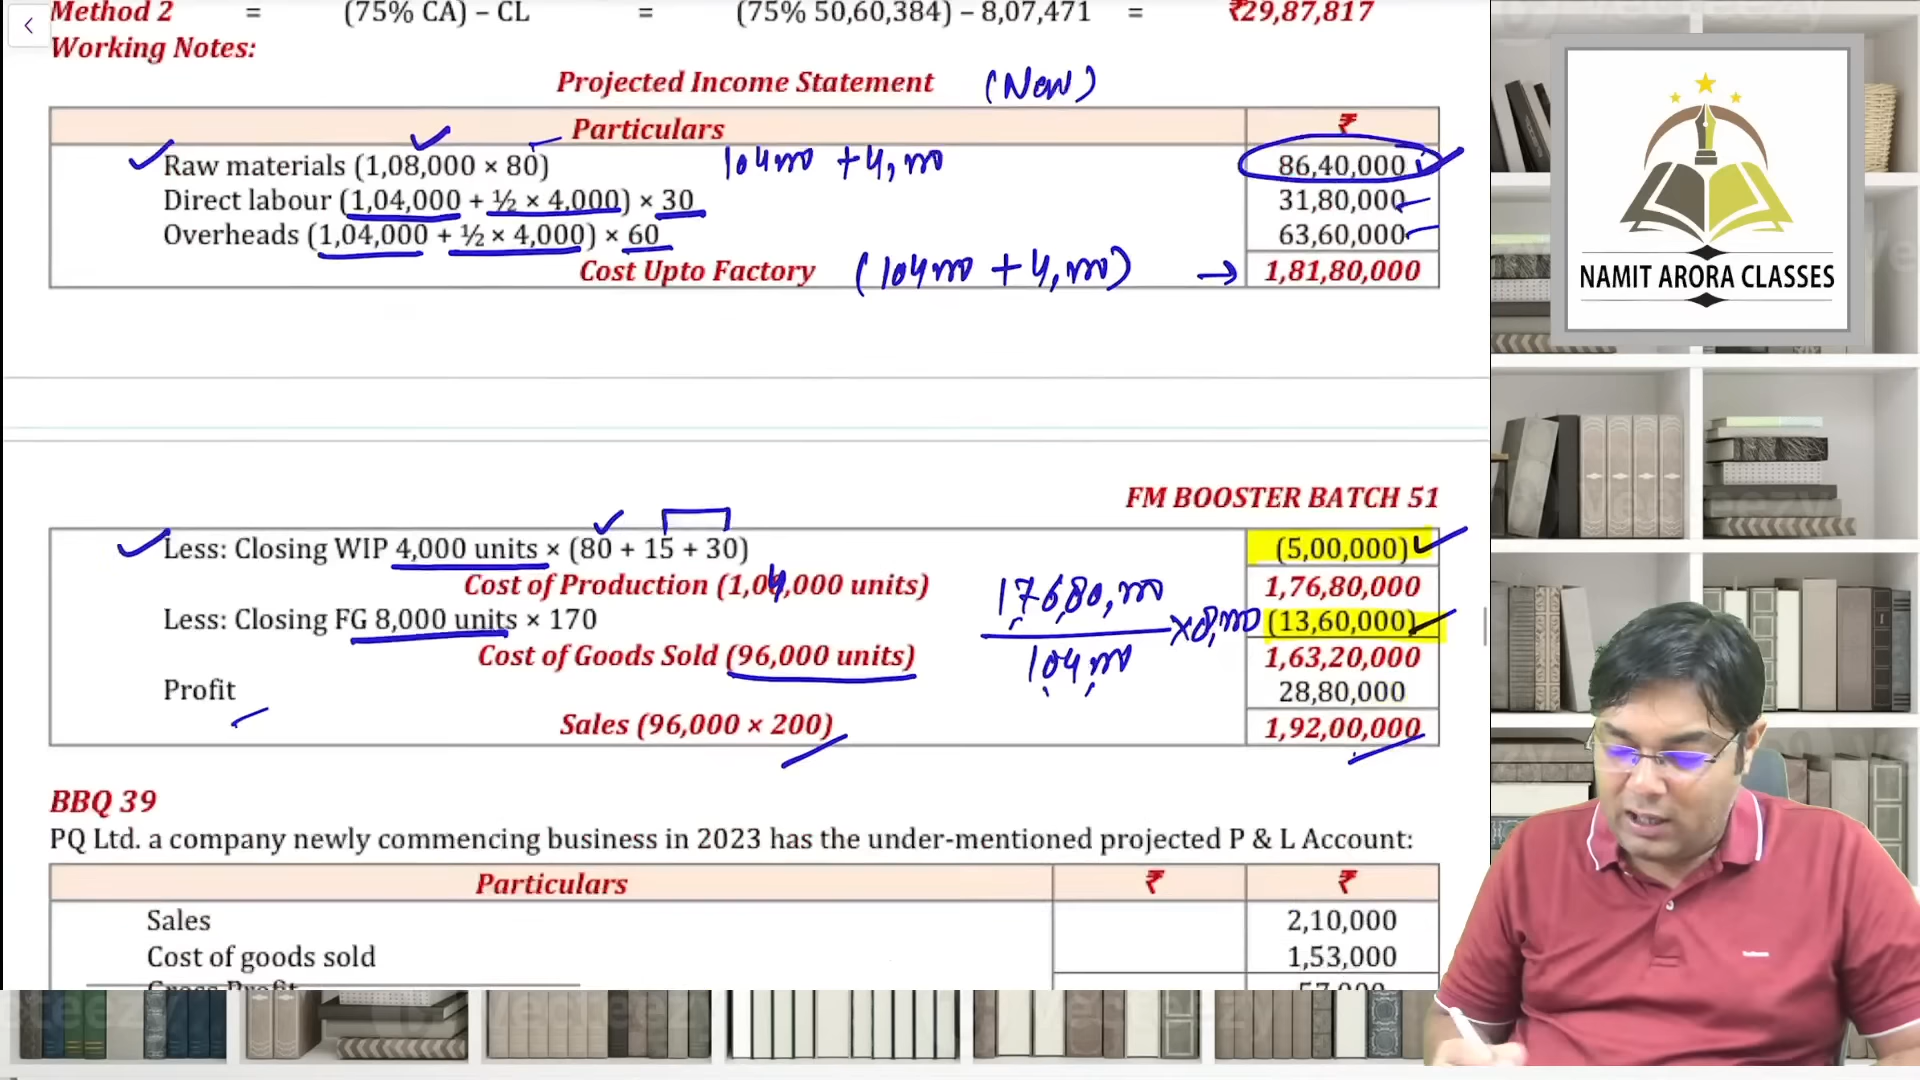 Method 2 = (75% CA) – CL = (75% 50,60,384) – 8,07,471 = ₹29,87,817
Working Notes:
Projected Income Statement (New)
Particulars ₹
Raw materials (1,08,000 × 80) 104000 + 4,000 86,40,000
Direct labour (1,04,000 + ½ × 4,000) × 30 31,80,000
Overheads (1,04,000 + ½ × 4,000) × 60 63,60,000
Cost Upto Factory (104000 + 4,000) → 1,81,80,000
FM BOOSTER BATCH 51
Less: Closing WIP 4,000 units × (80 + 15 + 30) (5,00,000)
Cost of Production (1,04,000 units) 1,76,80,000
17680,000
Less: Closing FG 8,000 units × 170 ×8,000 (13,60,000)
104000
Cost of Goods Sold (96,000 units) 1,63,20,000
Profit 28,80,000
Sales (96,000 × 200) 1,92,00,000
BBQ 39
PQ Ltd. a company newly commencing business in 2023 has the under-mentioned projected P & L Account:
Particulars ₹ ₹
Sales 2,10,000
Cost of goods sold 1,53,000
Gross Profit 57,000
NAMIT ARORA CLASSES